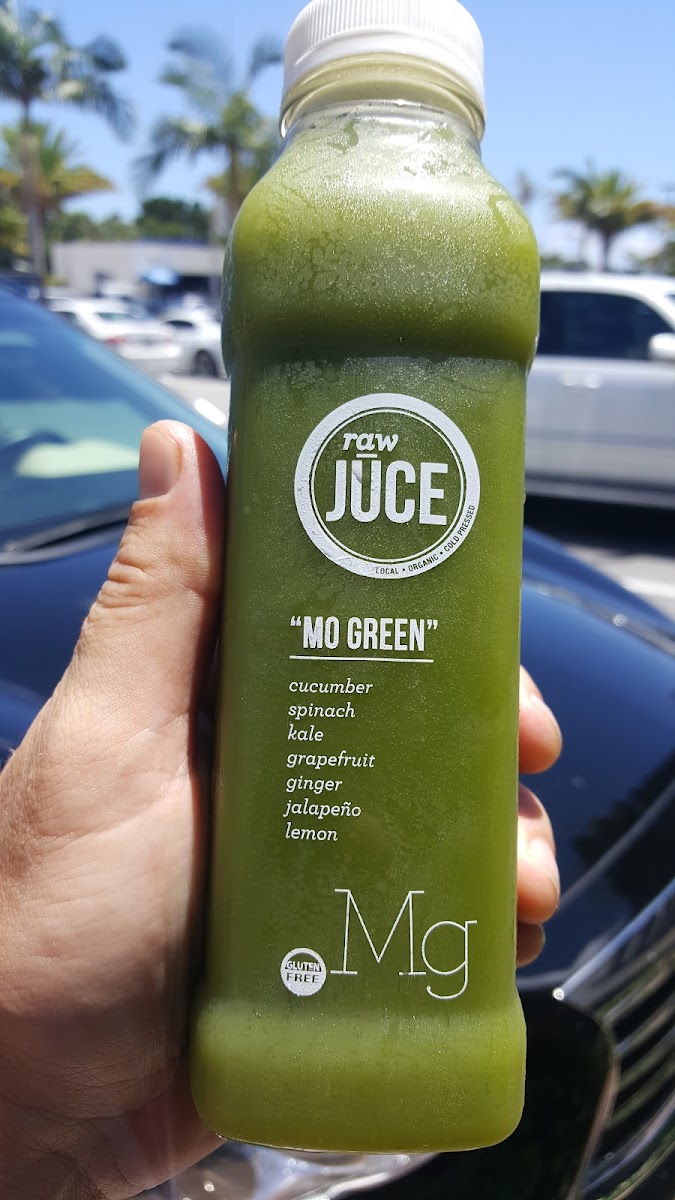 raw
JŪCE
LOCAL • ORGANIC • COLD PRESSED
“MO GREEN”
cucumber
spinach
kale
grapefruit
ginger
jalapeño
lemon
Mg
GLUTEN
FREE